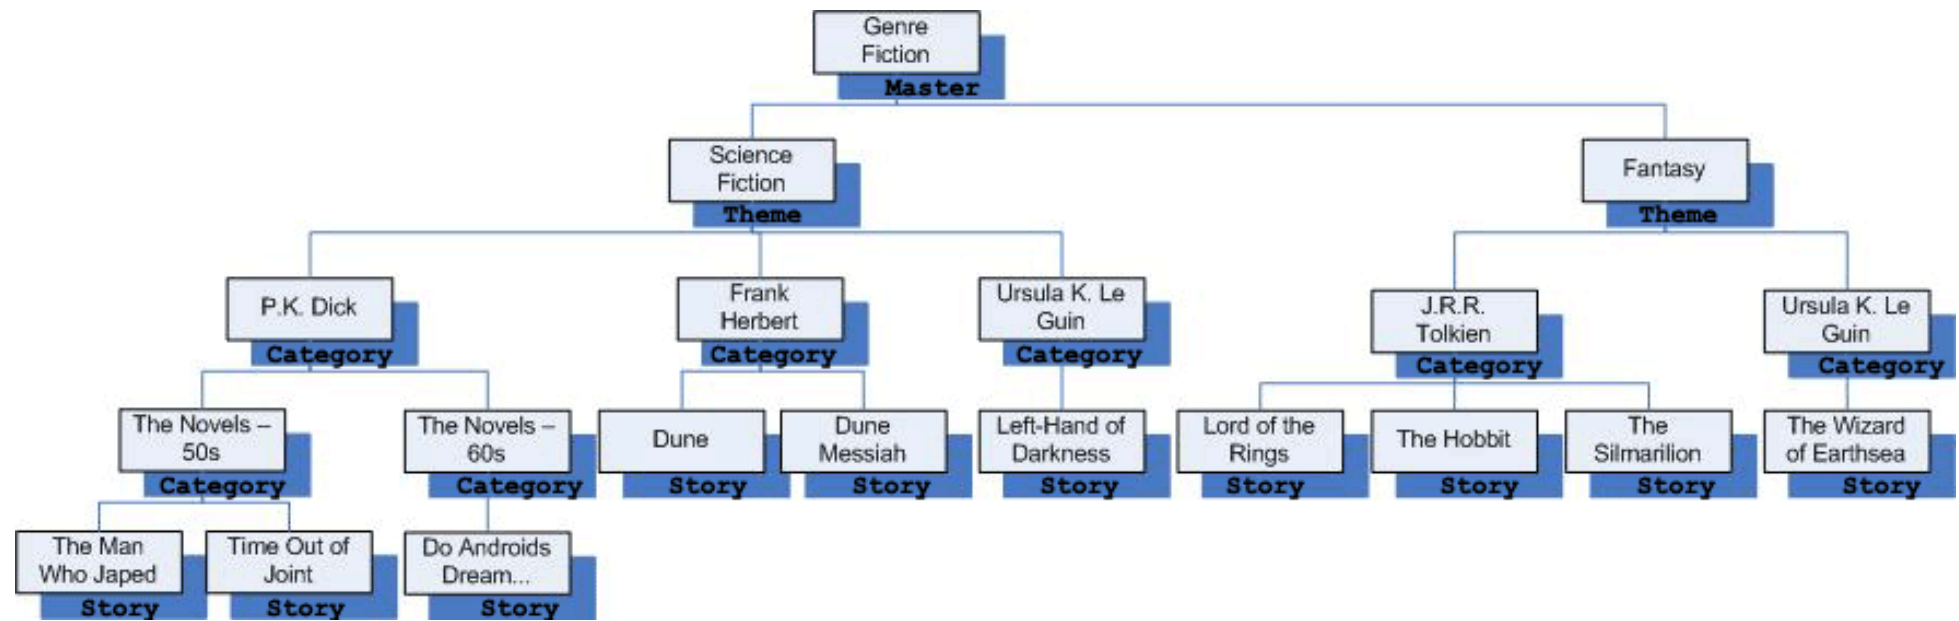 Genre
Fiction
Master
Science
Fiction
Theme
Fantasy
Theme
P.K. Dick
Category
Frank
Herbert
Category
Ursula K. Le
Guin
Category
J.R.R.
Tolkien
Category
Ursula K. Le
Guin
Category
The Novels –
50s
Category
The Novels –
60s
Category
Dune
Story
Dune
Messiah
Story
Left-Hand of
Darkness
Story
Lord of the
Rings
Story
The Hobbit
Story
The
Silmarilion
Story
The Wizard
of Earthsea
Story
The Man
Who Japed
Story
Time Out of
Joint
Story
Do Androids
Dream...
Story